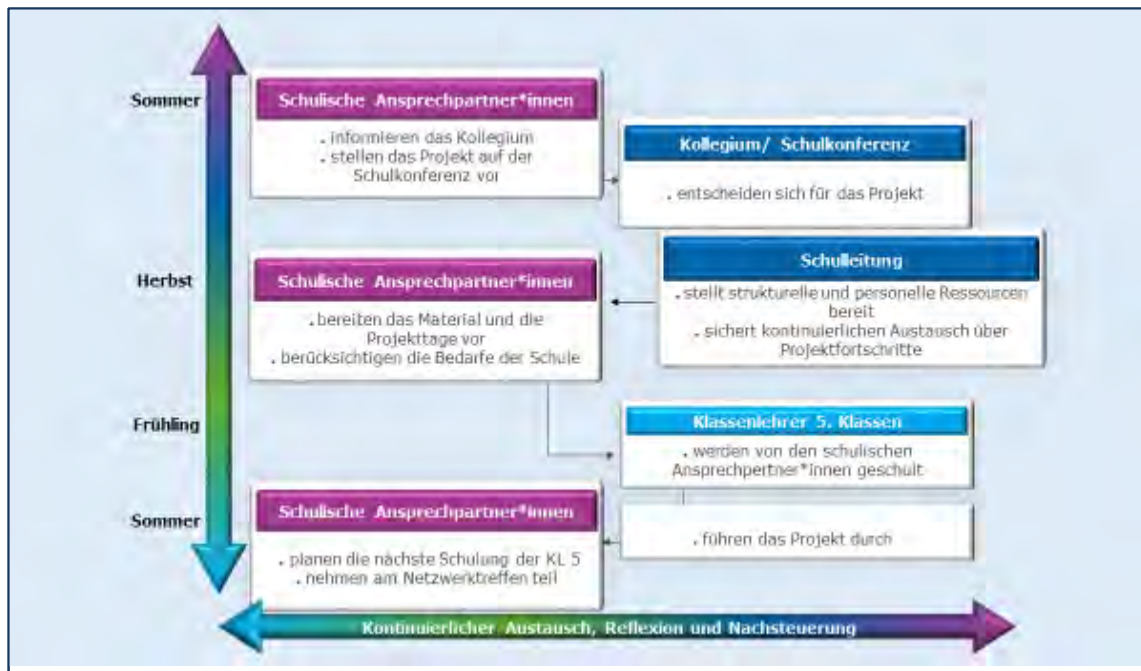 Sommer
Schulische Ansprechpartner*innen
. informieren das Kollegium
. stellen das Projekt auf der
Schulkonferenz vor
Kollegium/ Schulkonferenz
. entscheiden sich für das Projekt
Herbst
Schulleitung
. stellt strukturelle und personelle Ressourcen
bereit
. sichert kontinuierlichen Austausch über
Projektfortschritte
Schulische Ansprechpartner*innen
. bereiten das Material und die
Projekttage vor
. berücksichtigen die Bedarfe der Schule
Frühling
Klassenlehrer 5. Klassen
. werden von den schulischen
Ansprechpertner*innen geschult
Sommer
. führen das Projekt durch
Schulische Ansprechpartner*innen
. planen die nächste Schulung der KL 5
. nehmen am Netzwerktreffen teil
Kontinuierlicher Austausch, Reflexion und Nachsteuerung